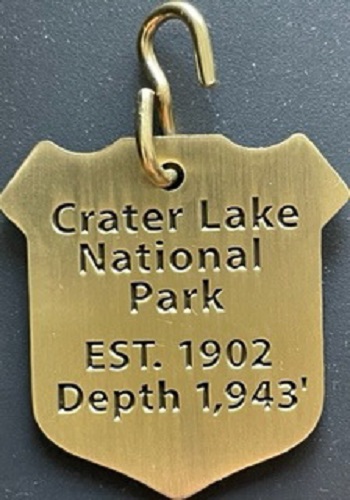 Crater Lake
National
Park
EST. 1902
Depth 1,943'